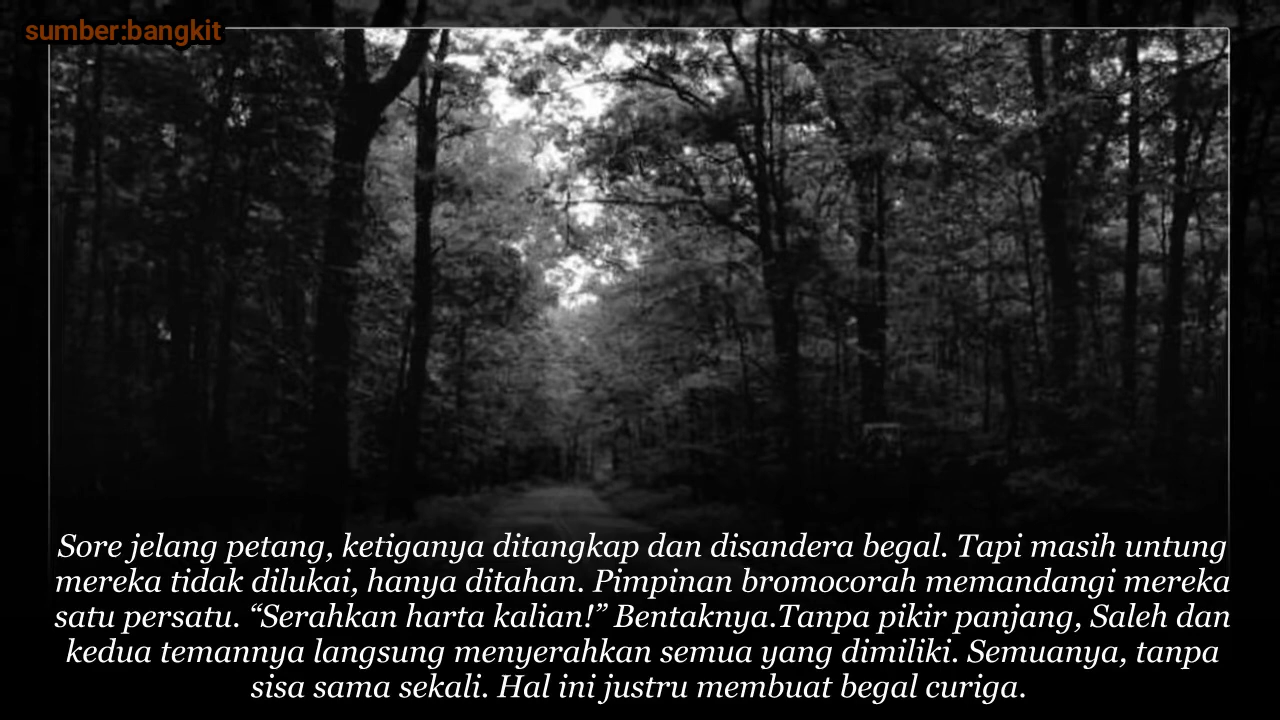 sumber:bangkit
Sore jelang petang, ketiganya ditangkap dan disandera begal. Tapi masih untung
mereka tidak dilukai, hanya ditahan. Pimpinan bromocorah memandangi mereka
satu persatu. “Serahkan harta kalian!” Bentaknya.Tanpa pikir panjang, Saleh dan
kedua temannya langsung menyerahkan semua yang dimiliki. Semuanya, tanpa
sisa sama sekali. Hal ini justru membuat begal curiga.